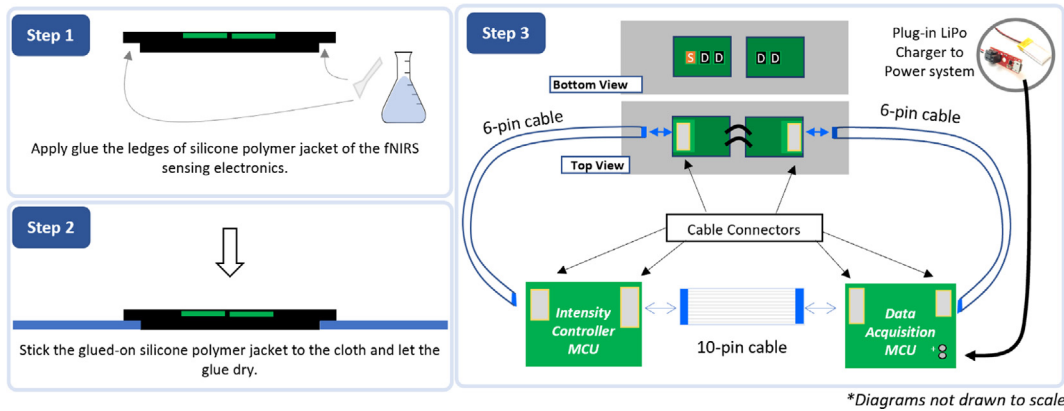 Step 1
Apply glue the ledges of silicone polymer jacket of the fNIRS
sensing electronics.
Step 2
Stick the glued-on silicone polymer jacket to the cloth and let the
glue dry.
Step 3
Plug-in LiPo
Charger to
Power system
S D D D D
Bottom View
6-pin cable
6-pin cable
Top View
Cable Connectors
Intensity
Controller
MCU
10-pin cable
Data
Acquisition
MCU
+
*Diagrams not drawn to scale